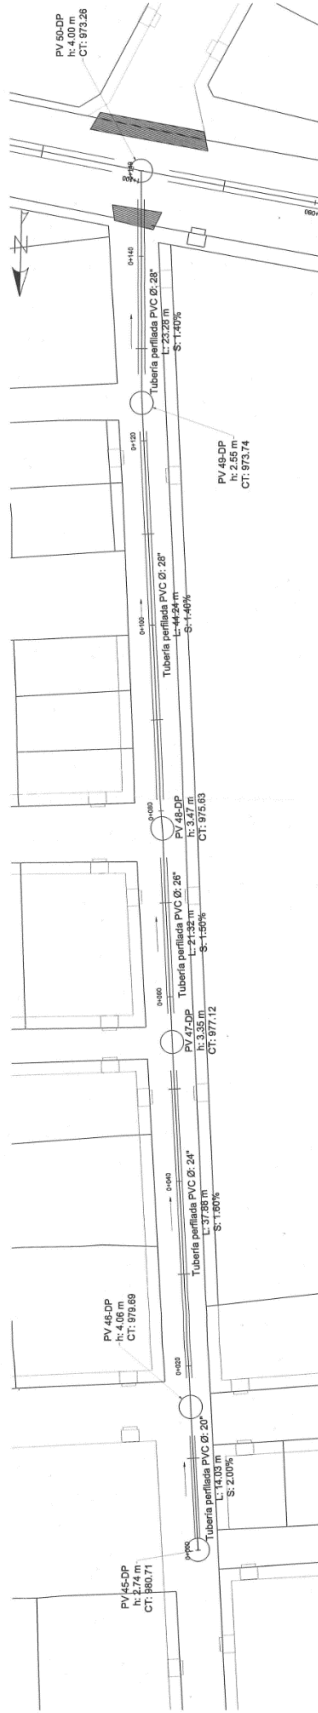 PV 50-DP
h: 4.00 m
CT: 973.26
N
0+140
Tubería perfilada PVC Ø: 28"
L: 23.28 m
S: 1.40%
0+120
PV 49-DP
h: 2.55 m
CT: 973.74
Tubería perfilada PVC Ø: 28"
L: 44.24 m
S: 1.40%
0+100
0+080
PV 48-DP
h: 3.47 m
CT: 975.63
Tubería perfilada PVC Ø: 26"
L: 21.32 m
S: 1.50%
0+060
PV 47-DP
h: 3.35 m
CT: 977.12
0+040
Tubería perfilada PVC Ø: 24"
L: 37.88 m
S: 1.60%
0+020
PV 46-DP
h: 4.06 m
CT: 979.69
Tubería perfilada PVC Ø: 20"
L: 14.03 m
S: 2.00%
0+000
PV 45-DP
h: 2.74 m
CT: 980.71